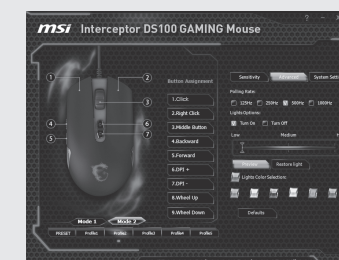 msi Interceptor DS100 GAMING Mouse
? - X
1 2 3 4 5 6 7
Button Assignment
1.Click
2.Right Click
3.Middle Button
4.Backward
5.Forward
6.DPI +
7.DPI -
8.Wheel Up
9.Wheel Down
Mode 1 Mode 2
PRESET Profile1 Profile2 Profile3 Profile4 Profile5
Sensitivity Advanced System Setti
Polling Rate:
125Hz 250Hz 500Hz 1000Hz
LightsOptions:
Turn On Turn Off
Low Medium H
Restore light
Lights Color Selection:
Defaults